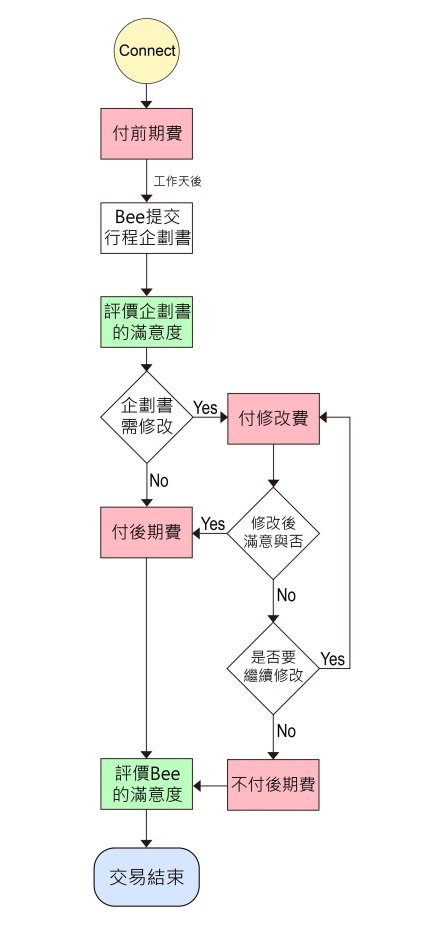 Connect
付前期費
工作天後
Bee提交
行程企劃書
評價企劃書
的滿意度
企劃書
需修改
Yes
付修改費
No
付後期費
Yes
修改後
滿意與否
No
是否要
繼續修改
Yes
No
評價Bee
的滿意度
不付後期費
交易結束